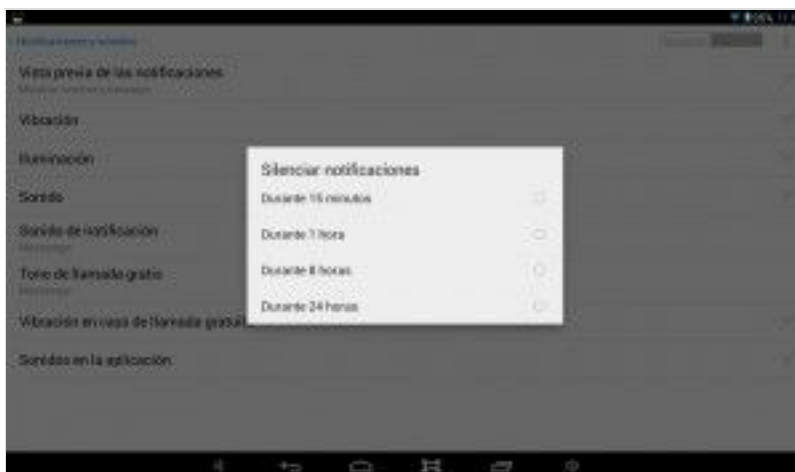 Notificaciones y sonidos
Vista previa de las notificaciones
Vibración
Iluminación
Sonido
Sonido de notificación
Tono de llamada gratis
Vibración en caso de llamada
Sonidos en la aplicación
Silenciar notificaciones
Durante 15 minutos
Durante 1 hora
Durante 8 horas
Durante 24 horas